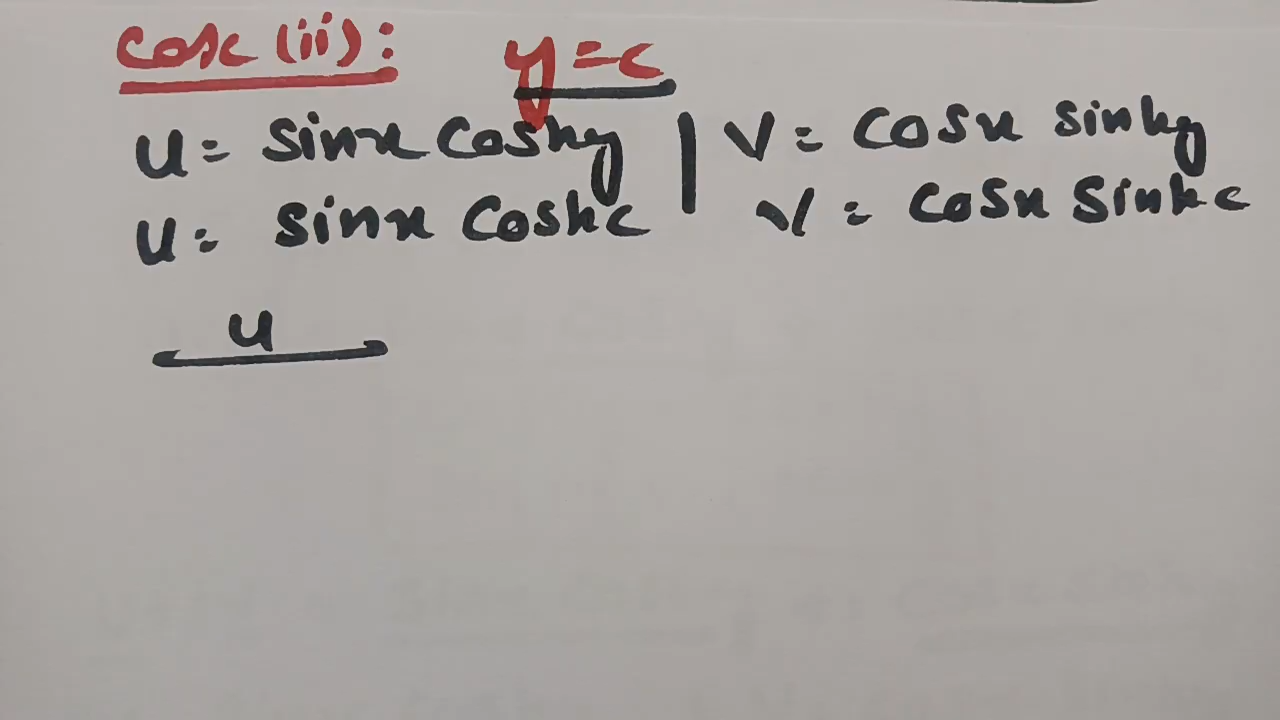 case (ii): y=c
u= sinx coshy | v= cosx sinhy
u= sinx coshc | v= cosx sinhc
u